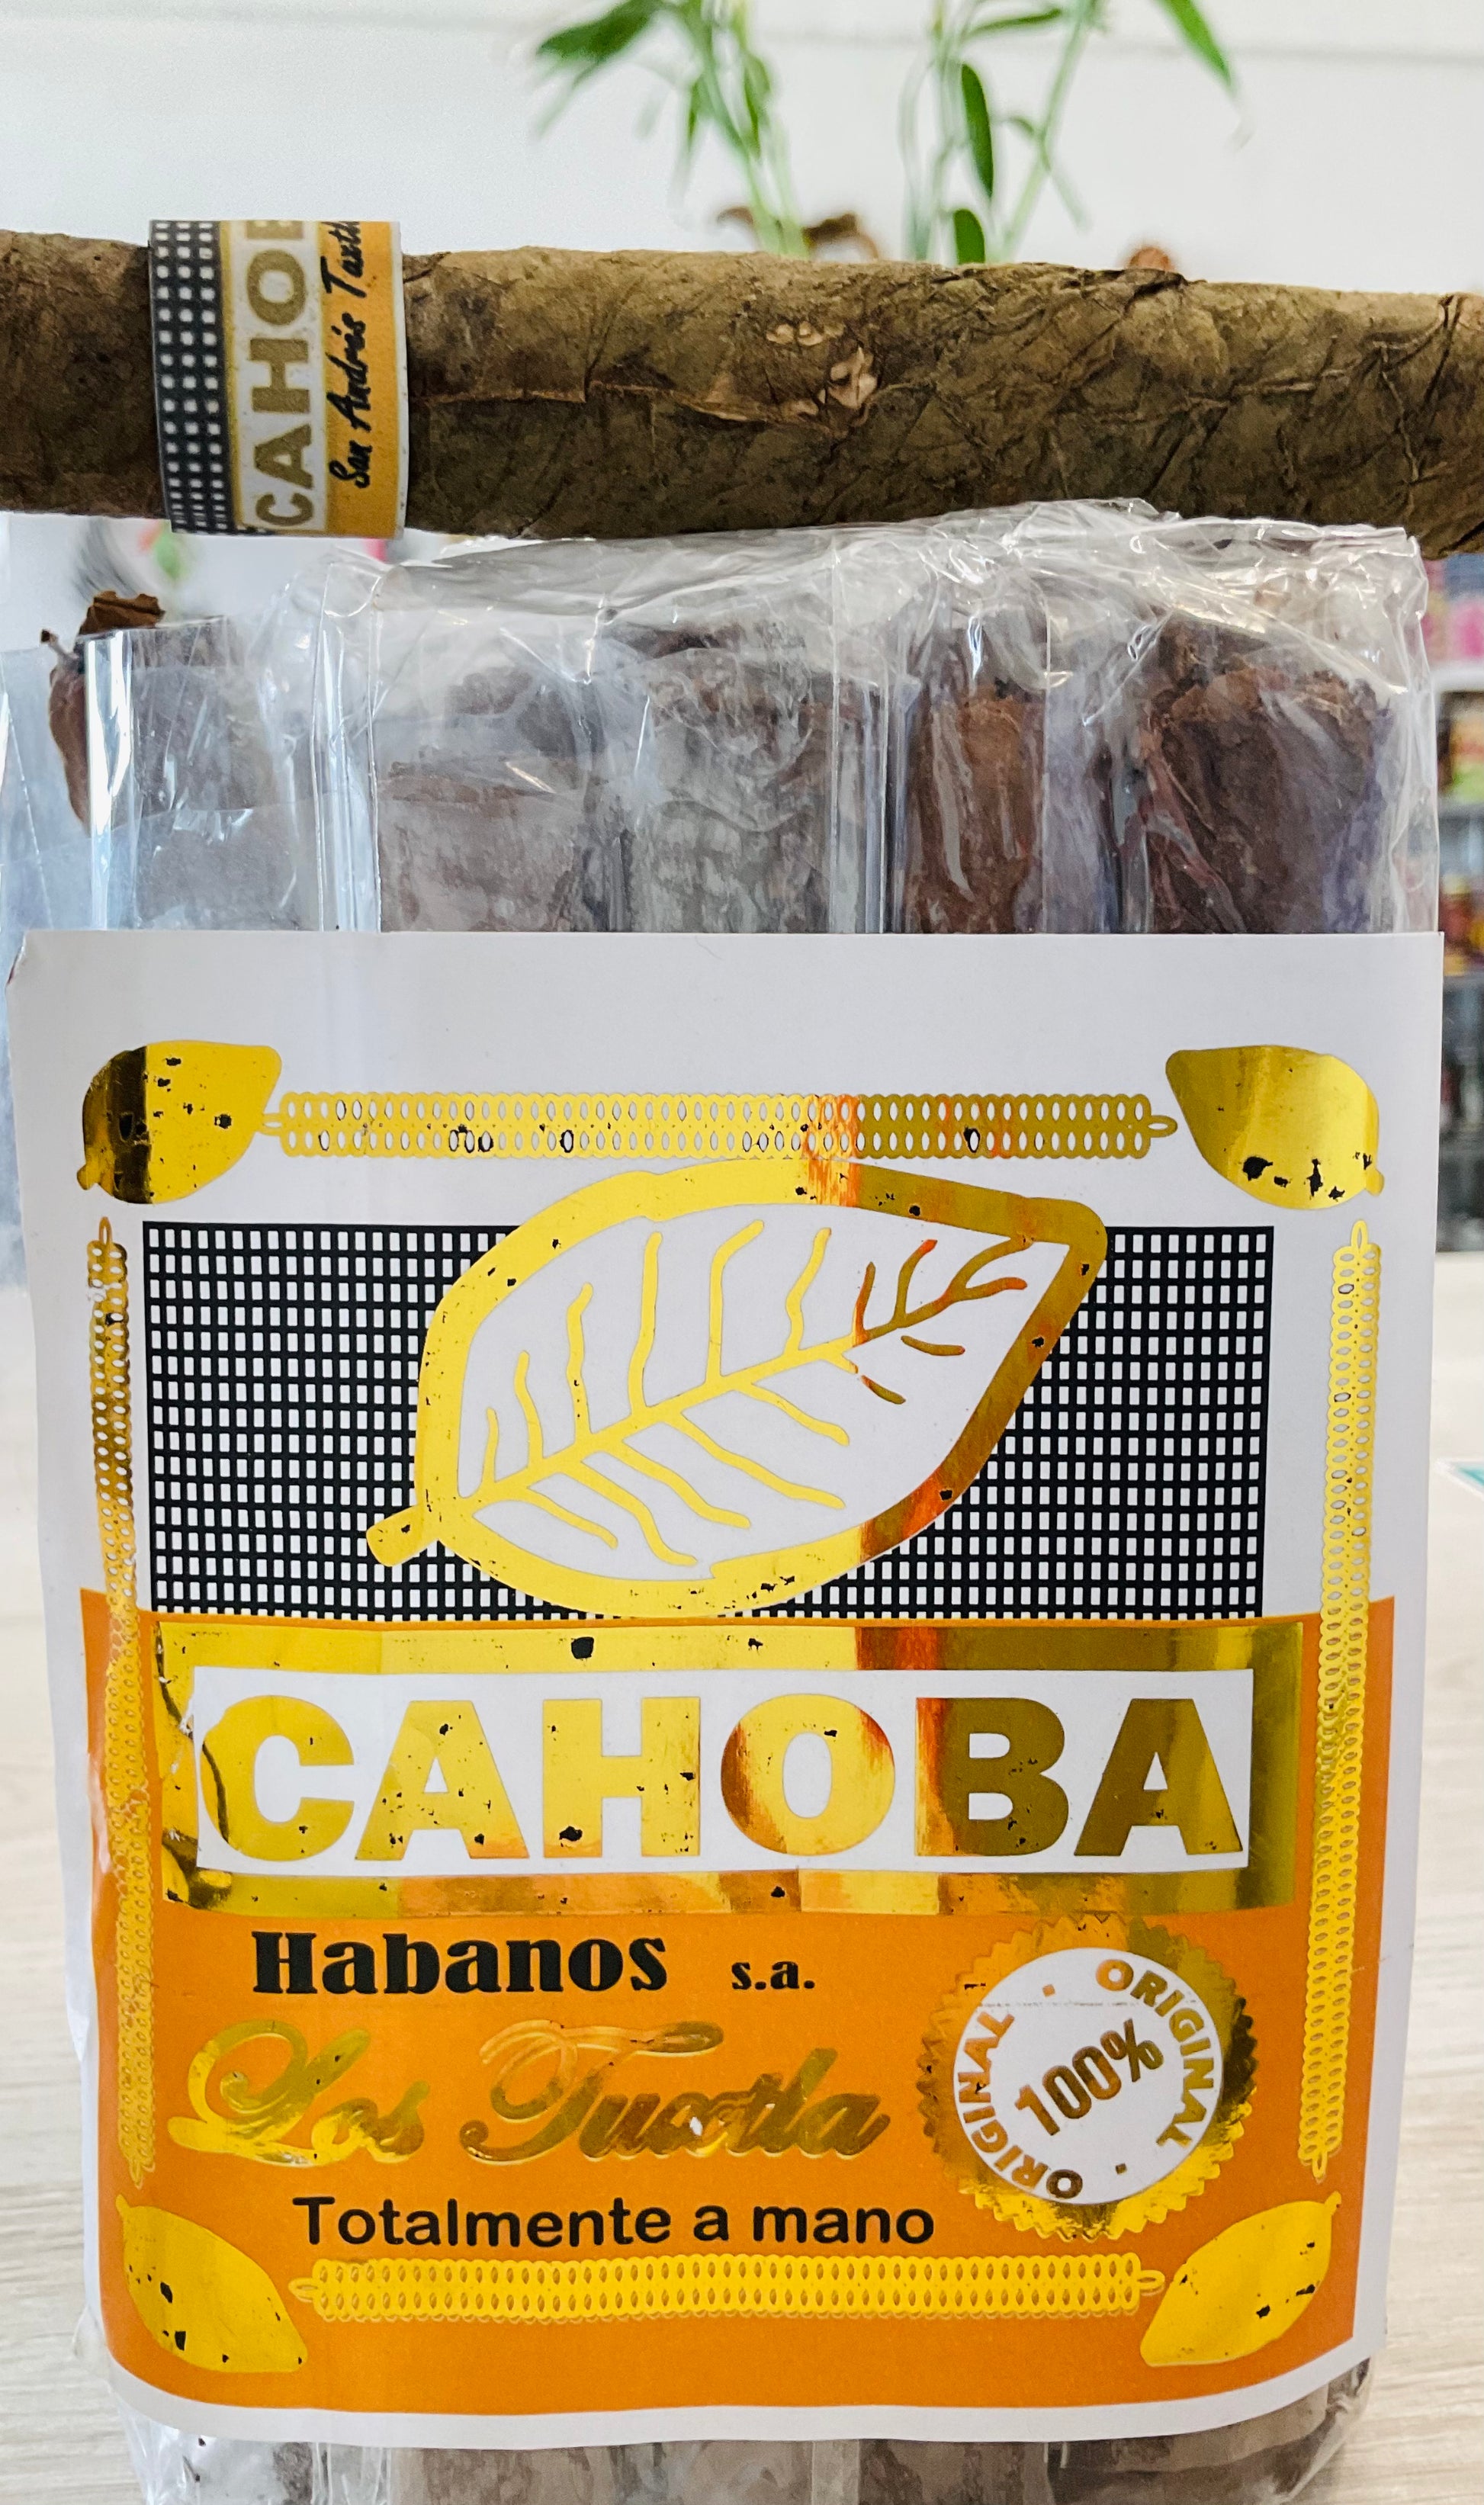 CAHOB
San Andrés Tuxtl
CAHOBA
Habanos s.a.
Los Tuxtla
Totalmente a mano
ORIGINAL · ORIGINAL ·
100%